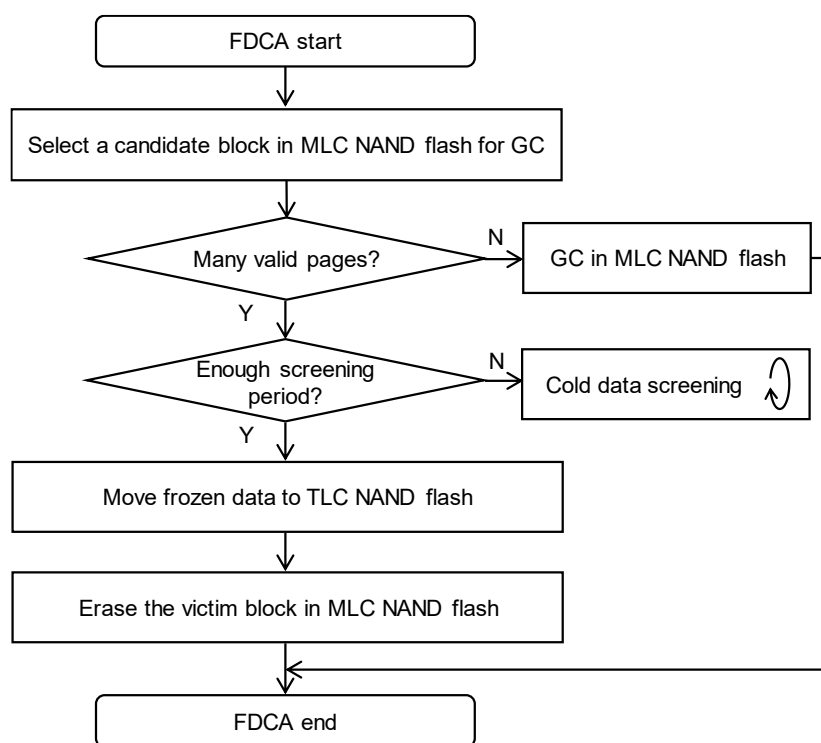 FDCA start
Select a candidate block in MLC NAND flash for GC
Many valid pages?
N
GC in MLC NAND flash
Y
Enough screening
period?
N
Cold data screening
Y
Move frozen data to TLC NAND flash
Erase the victim block in MLC NAND flash
FDCA end